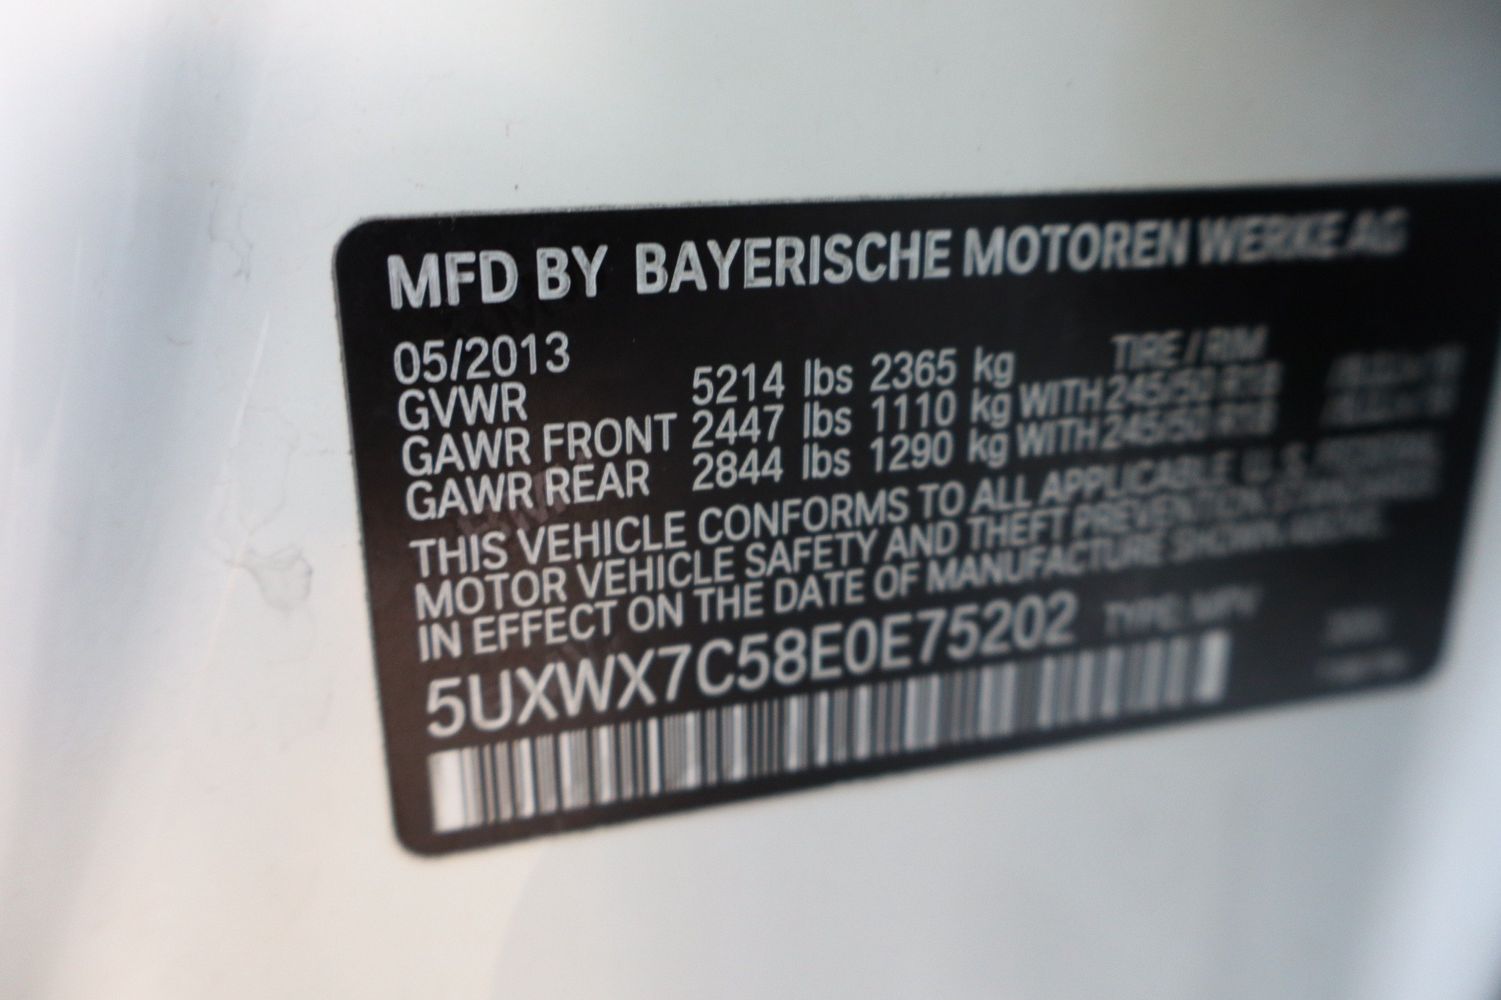 MFD BY BAYERISCHE MOTOREN WERKE AG
05/2013 TIRE / RIM
GVWR 5214 lbs 2365 kg
GAWR FRONT 2447 lbs 1110 kg WITH 245/50 R18
GAWR REAR 2844 lbs 1290 kg WITH 245/50 R18
THIS VEHICLE CONFORMS TO ALL APPLICABLE U.S. FEDERAL
MOTOR VEHICLE SAFETY AND THEFT PREVENTION STANDARDS
IN EFFECT ON THE DATE OF MANUFACTURE SHOWN ABOVE.
5UXWX7C58E0E75202 TYPE: MPV